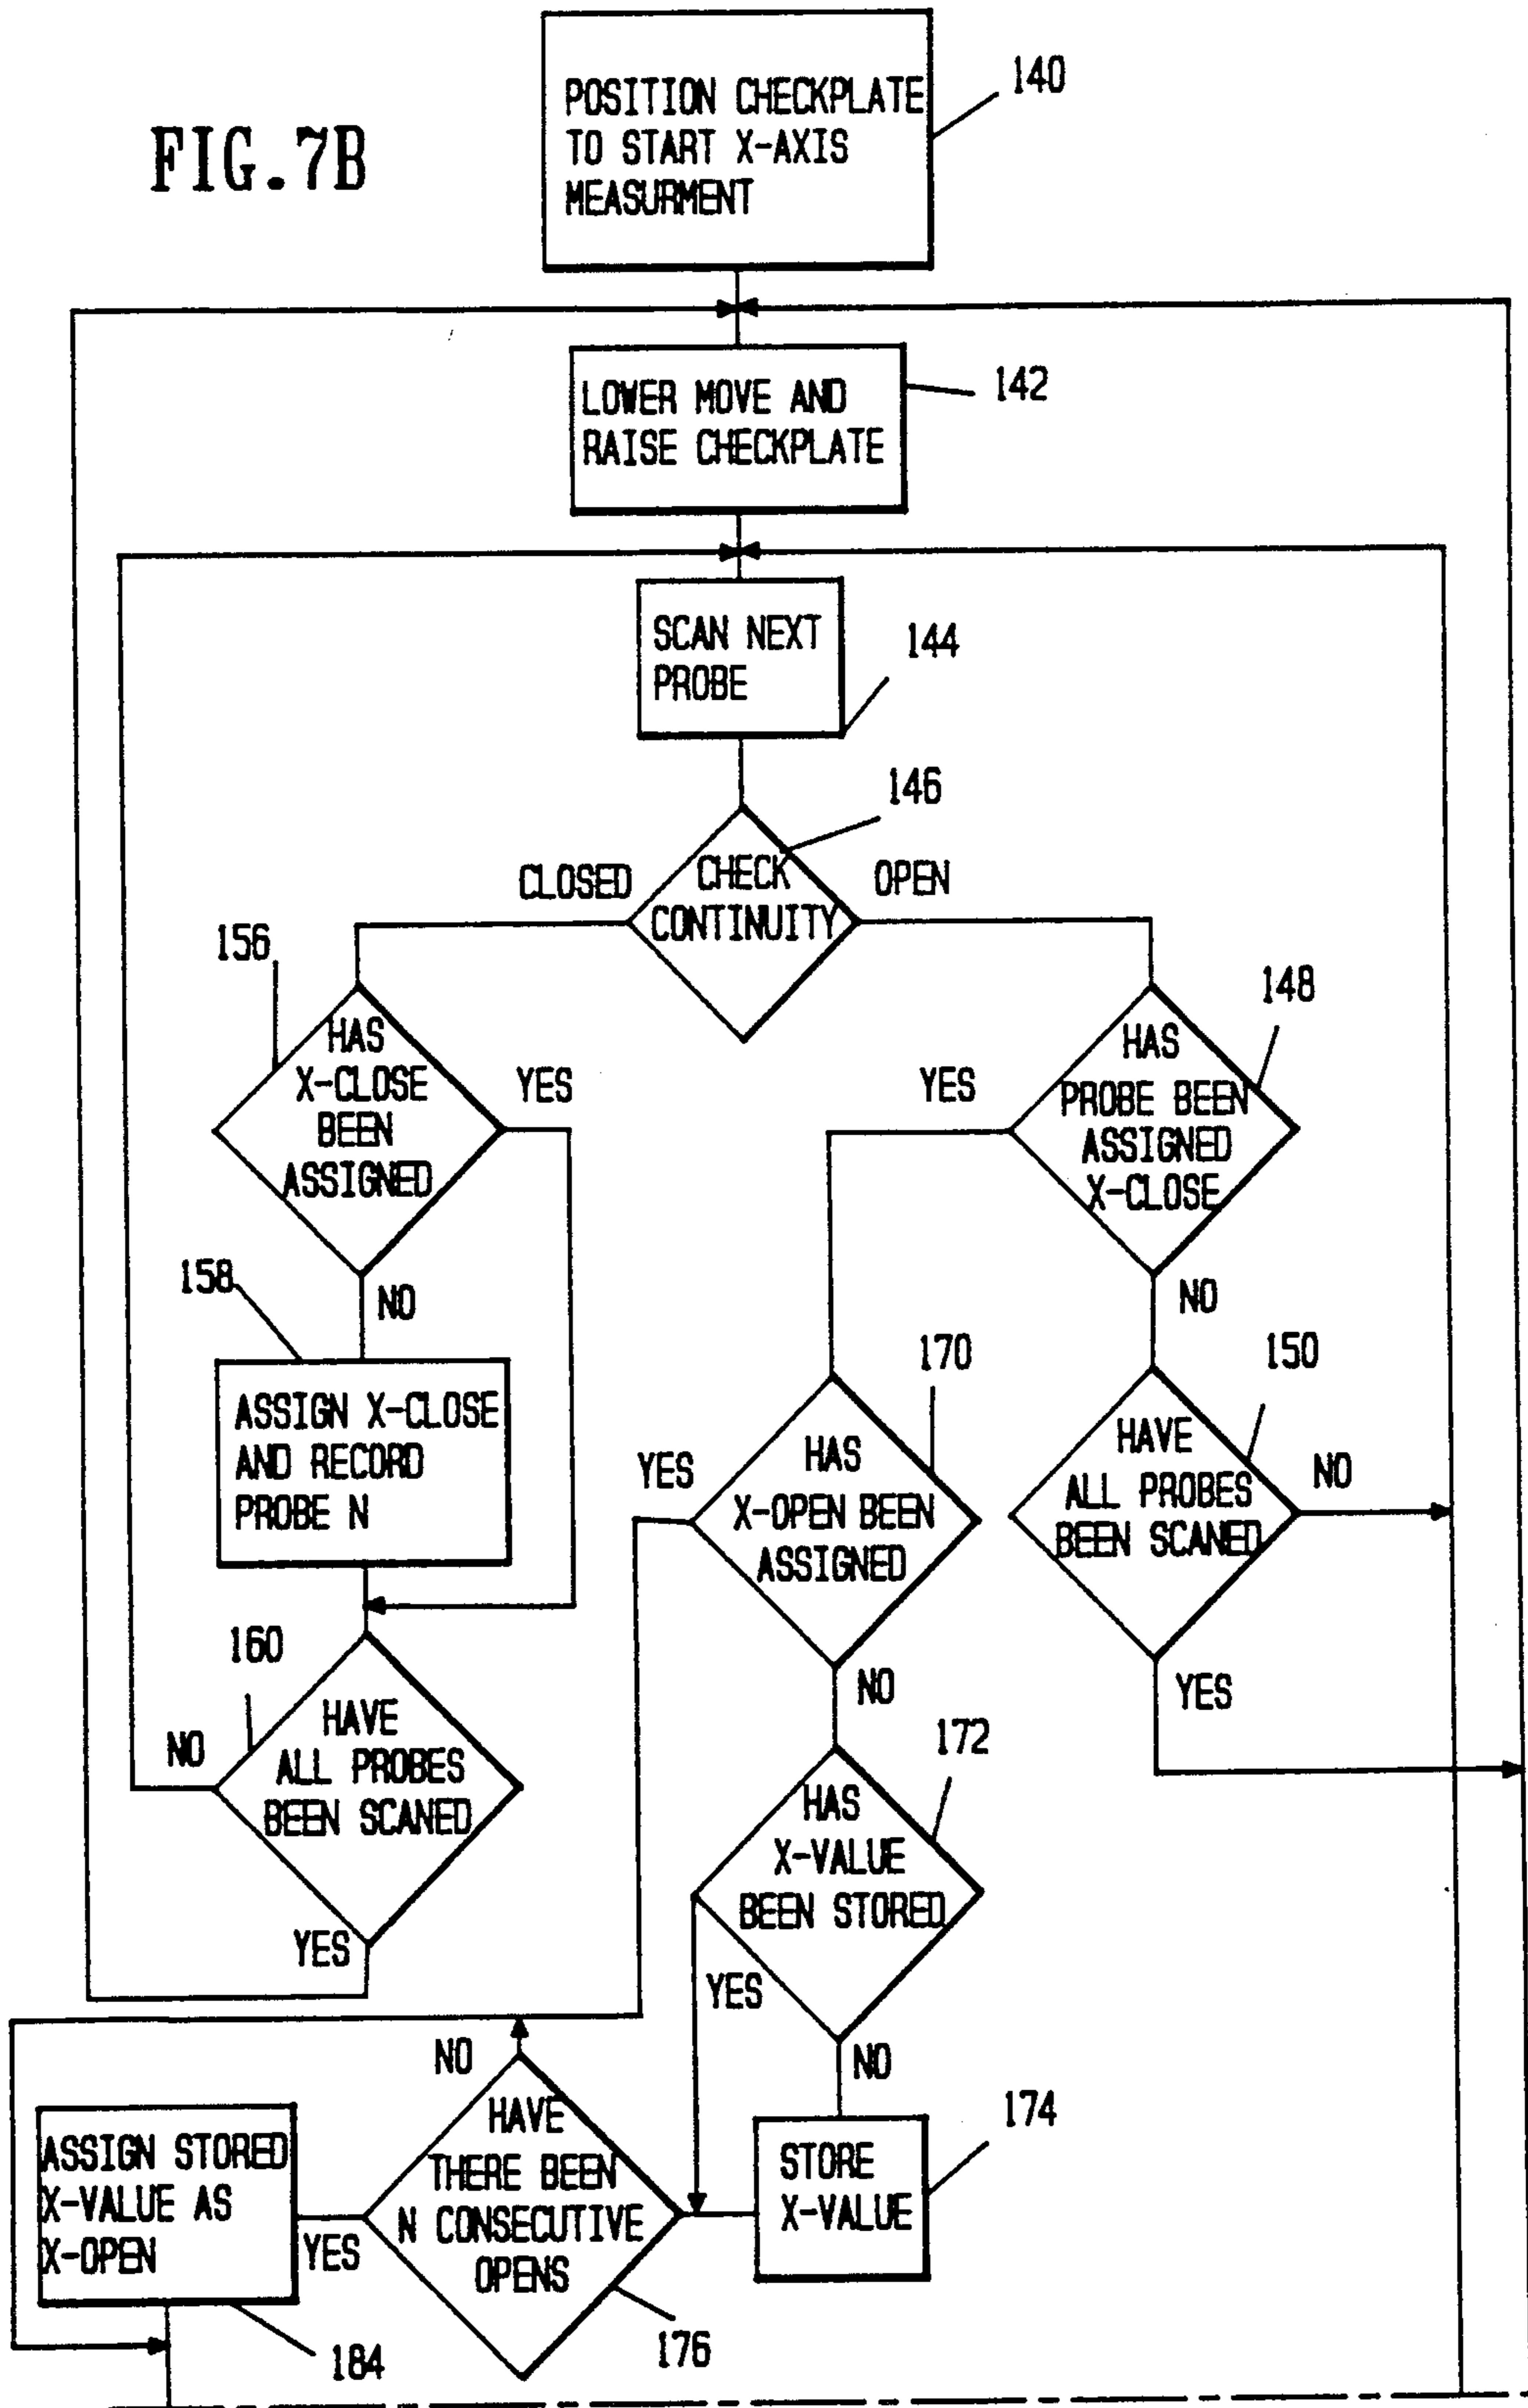 FIG.7B
POSITION CHECKPLATE
TO START X-AXIS
MEASURMENT
140
LOWER MOVE AND
RAISE CHECKPLATE
142
SCAN NEXT
PROBE
144
146
CHECK
CONTINUITY
CLOSED
OPEN
156
HAS
X-CLOSE
BEEN
ASSIGNED
YES
NO
148
HAS
PROBE BEEN
ASSIGNED
X-CLOSE
YES
NO
158
ASSIGN X-CLOSE
AND RECORD
PROBE N
170
HAS
X-OPEN BEEN
ASSIGNED
YES
NO
150
HAVE
ALL PROBES
BEEN SCANED
NO
YES
160
HAVE
ALL PROBES
BEEN SCANED
NO
YES
172
HAS
X-VALUE
BEEN STORED
YES
NO
174
STORE
X-VALUE
NO
HAVE
THERE BEEN
N CONSECUTIVE
OPENS
YES
176
ASSIGN STORED
X-VALUE AS
X-OPEN
184